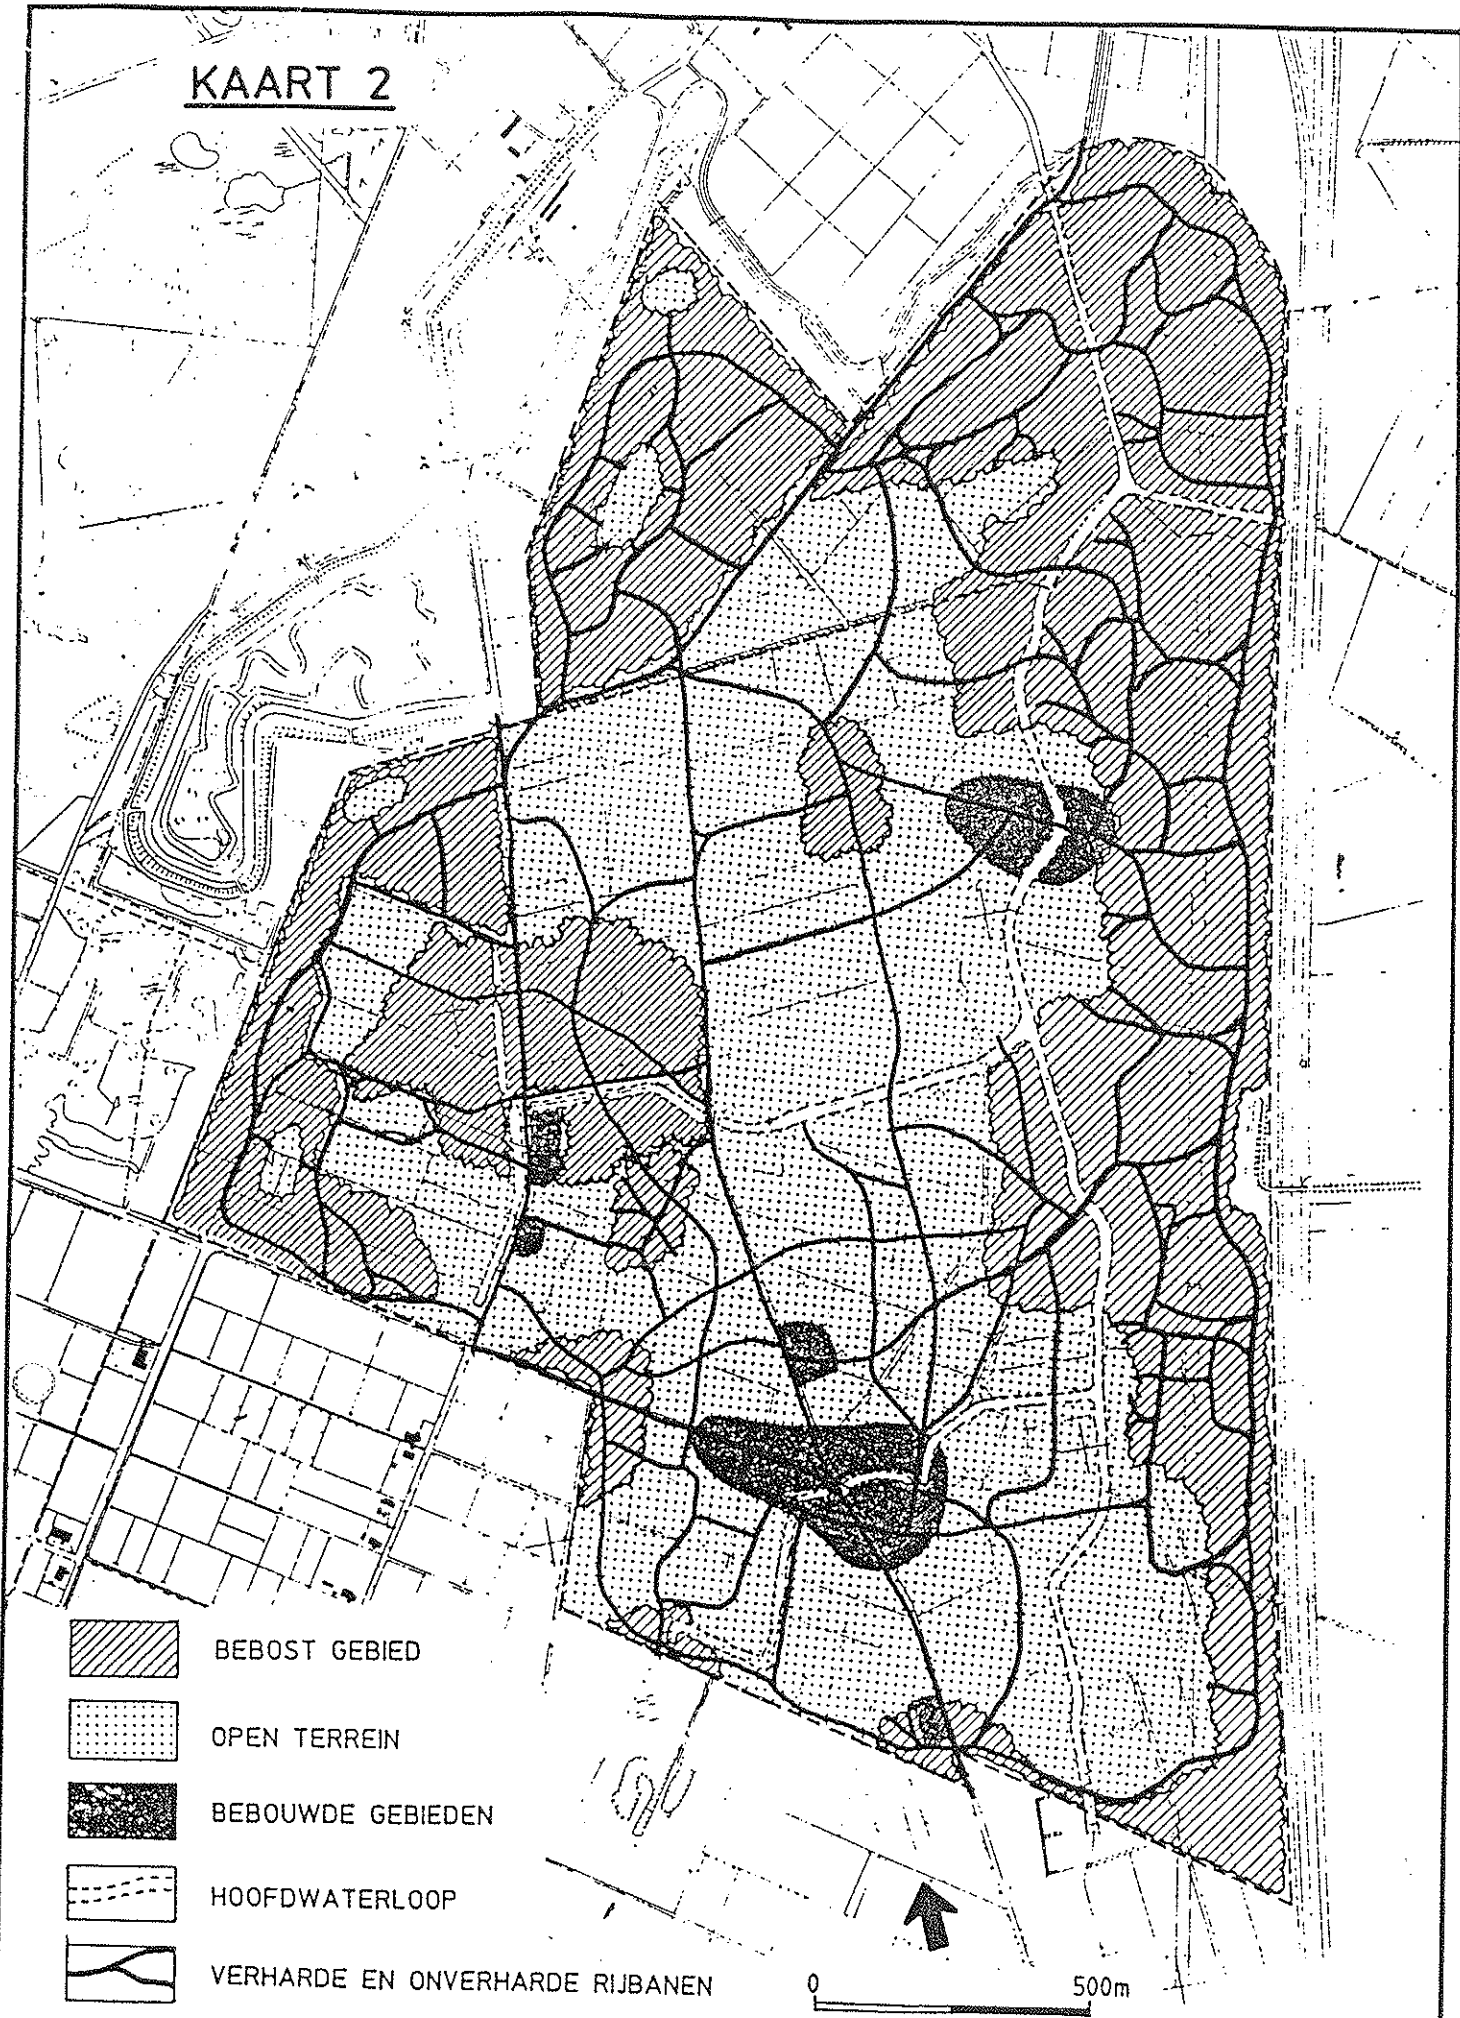 KAART 2
BEBOST GEBIED
OPEN TERREIN
BEBOUWDE GEBIEDEN
HOOFDWATERLOOP
VERHARDE EN ONVERHARDE RIJBANEN
0 500m